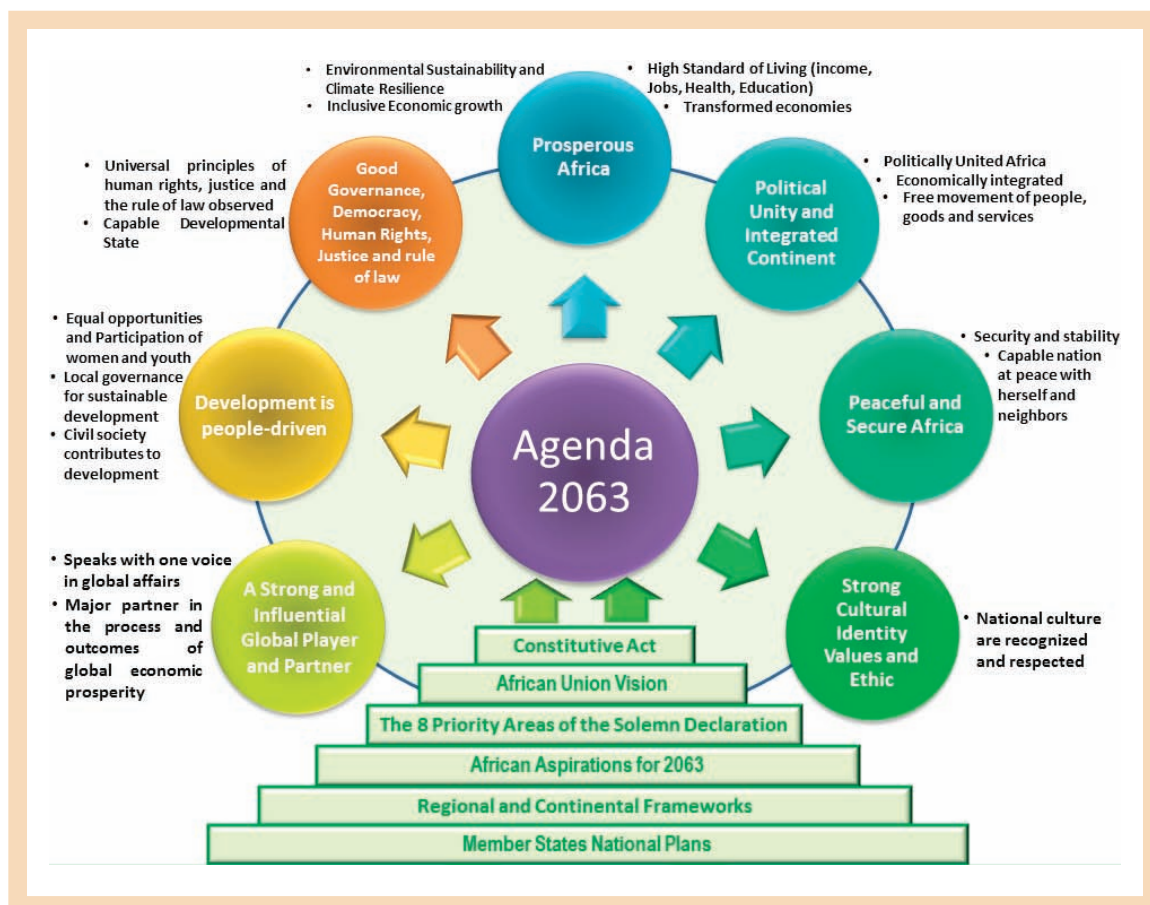 • Environmental Sustainability and
Climate Resilience
• Inclusive Economic growth
• High Standard of Living (income,
Jobs, Health, Education)
• Transformed economies
Prosperous
Africa
• Universal principles of
human rights, justice and
the rule of law observed
• Capable Developmental
State
Good
Governance,
Democracy,
Human Rights,
Justice and rule
of law
Political
Unity and
Integrated
Continent
• Politically United Africa
• Economically integrated
• Free movement of people,
goods and services
• Equal opportunities
and Participation of
women and youth
• Local governance
for sustainable
development
• Civil society
contributes to
development
Development is
people-driven
Agenda
2063
Peaceful and
Secure Africa
• Security and stability
• Capable nation
at peace with
herself and
neighbors
• Speaks with one voice
in global affairs
• Major partner in
the process and
outcomes of
global economic
prosperity
A Strong and
Influential
Global Player
and Partner
Strong
Cultural
Identity
Values and
Ethic
• National culture
are recognized
and respected
Constitutive Act
African Union Vision
The 8 Priority Areas of the Solemn Declaration
African Aspirations for 2063
Regional and Continental Frameworks
Member States National Plans